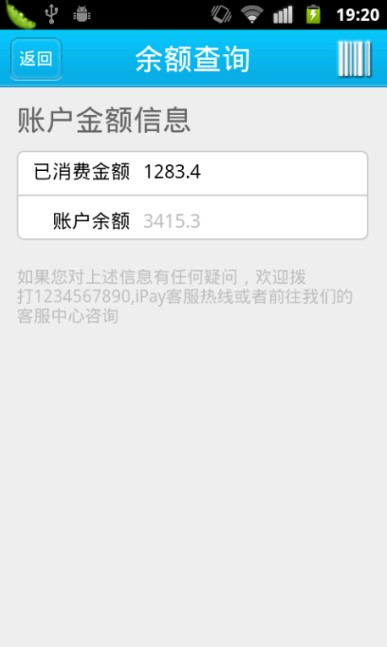 19:20
返回
余额查询
账户金额信息
已消费金额 1283.4
账户余额 3415.3
如果您对上述信息有任何疑问，欢迎拨
打1234567890,iPay客服热线或者前往我们的
客服中心咨询